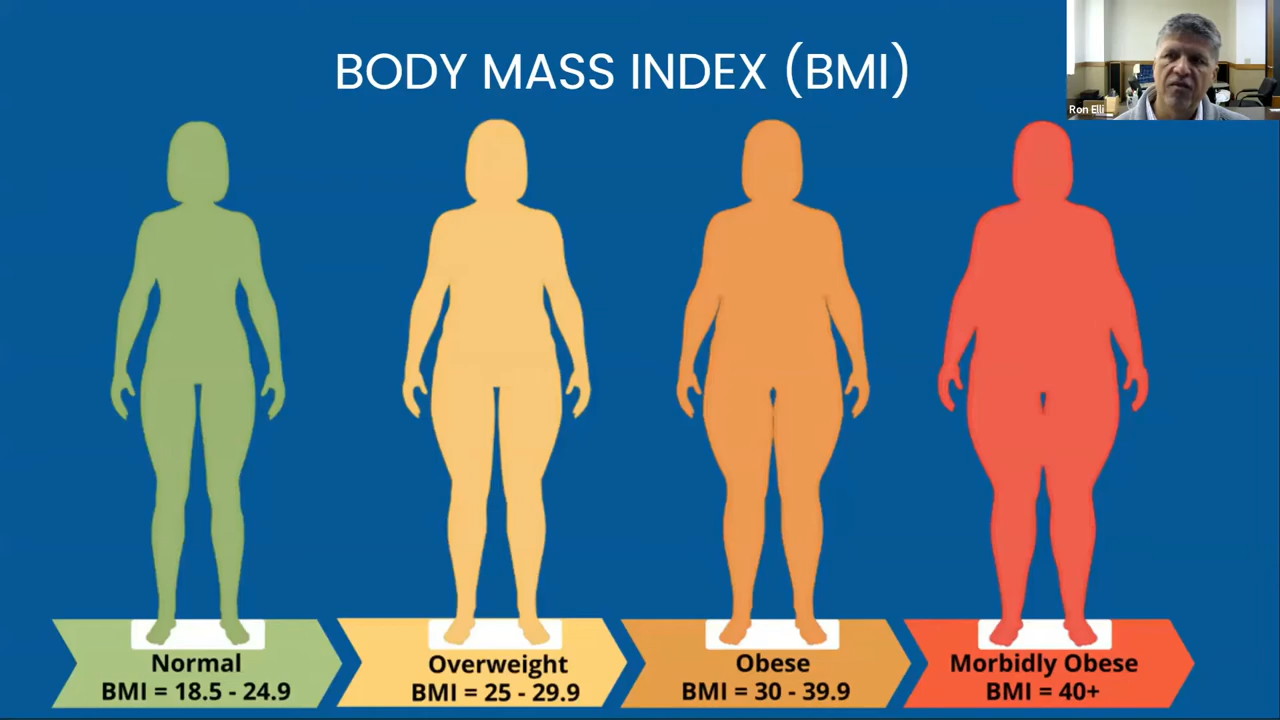 BODY MASS INDEX (BMI)
Ron Elli
Normal
BMI = 18.5 - 24.9
Overweight
BMI = 25 - 29.9
Obese
BMI = 30 - 39.9
Morbidly Obese
BMI = 40+